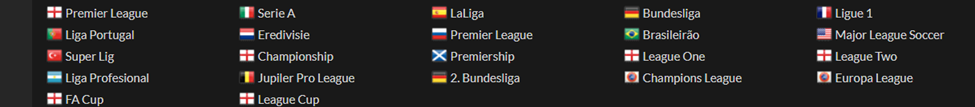 Premier League Serie A LaLiga Bundesliga Ligue 1
Liga Portugal Eredivisie Premier League Brasileirão Major League Soccer
Super Lig Championship Premiership League One League Two
Liga Profesional Jupiler Pro League 2. Bundesliga Champions League Europa League
FA Cup League Cup